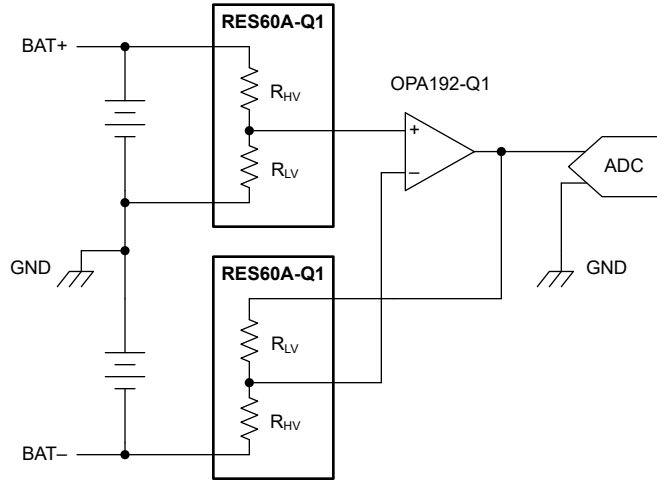 RES60A-Q1
BAT+
R_HV
OPA192-Q1
+
R_LV
–
ADC
GND
GND
RES60A-Q1
R_LV
R_HV
BAT–